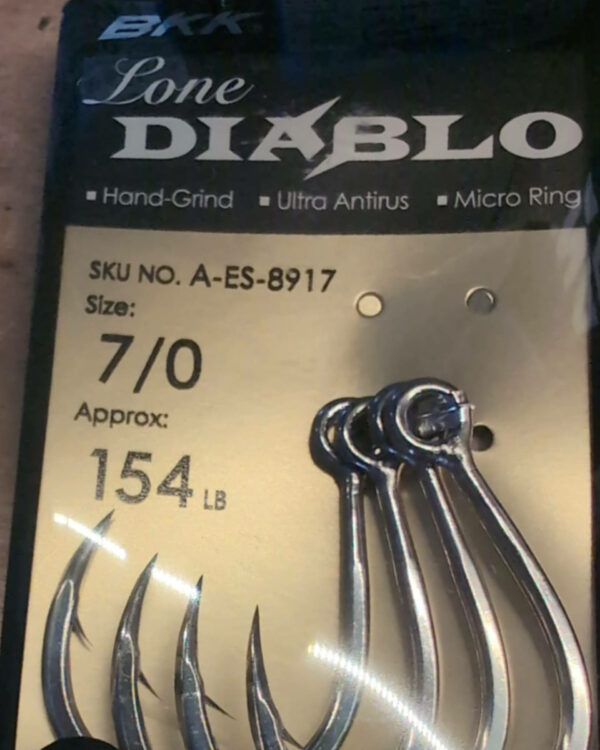 BKK
Lone
DIABLO
▪ Hand-Grind ▪ Ultra Antirus ▪ Micro Ring
SKU NO. A-ES-8917
Size:
7/0
Approx:
154 LB